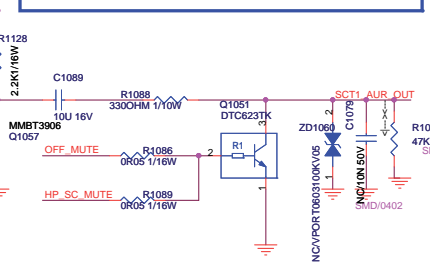 R1128
2.2K1/16W
C1089
10U 16V
MMBT3906
Q1057
R1088
330OHM 1/10W
Q1051
DTC623TK
3
R1
2
1
OFF_MUTE
R1086
0R05 1/16W
HP_SC_MUTE
R1089
0R05 1/16W
SCT1_AUR_OUT
2
ZD1060
1
NC/VPORT0603100KV05
C1079
NC/10N 50V
SMD/0402
R10
47K